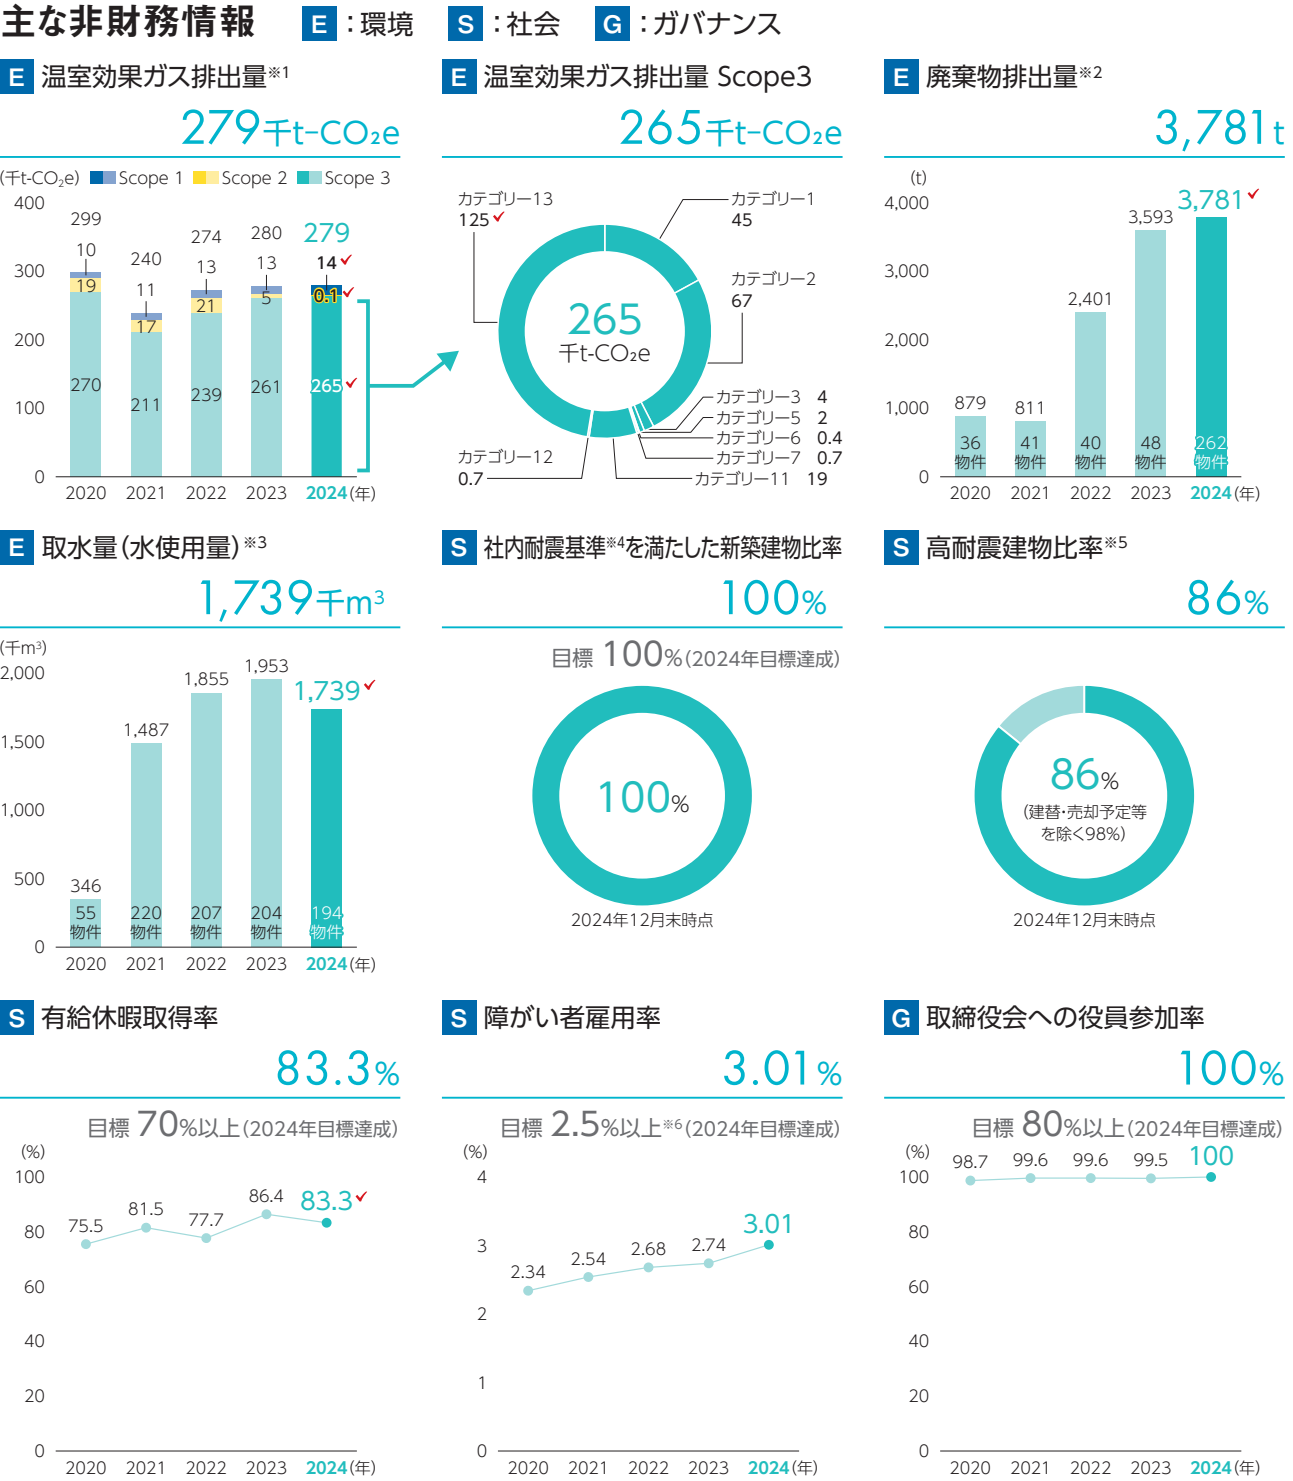 主な非財務情報 E：環境 S：社会 G：ガバナンス
E 温室効果ガス排出量※1
279千t-CO₂e
(千t-CO₂e) Scope 1 Scope 2 Scope 3
400
300
200
100
0
299
10
19
270
240
11
17
211
274
13
21
239
280
13
5
261
279
14
0.1
265
2020 2021 2022 2023 2024(年)
E 温室効果ガス排出量 Scope3
265千t-CO₂e
カテゴリー13
125
カテゴリー1
45
カテゴリー2
67
265
千t-CO₂e
カテゴリー3 4
カテゴリー5 2
カテゴリー6 0.4
カテゴリー7 0.7
カテゴリー11 19
カテゴリー12
0.7
E 廃棄物排出量※2
3,781t
(t)
4,000
3,000
2,000
1,000
0
879
36
物件
811
41
物件
2,401
40
物件
3,593
48
物件
3,781
262
物件
2020 2021 2022 2023 2024(年)
E 取水量(水使用量)※3
1,739千m³
(千m³)
2,000
1,500
1,000
500
0
346
55
物件
1,487
220
物件
1,855
207
物件
1,953
204
物件
1,739
194
物件
2020 2021 2022 2023 2024(年)
S 社内耐震基準※4を満たした新築建物比率
100%
目標 100%(2024年目標達成)
100%
2024年12月末時点
S 高耐震建物比率※5
86%
86%
(建替・売却予定等
を除く98%)
2024年12月末時点
S 有給休暇取得率
83.3%
目標 70%以上(2024年目標達成)
(%)
100
80
60
40
20
0
75.5
81.5
77.7
86.4
83.3
2020 2021 2022 2023 2024(年)
S 障がい者雇用率
3.01%
目標 2.5%以上※6(2024年目標達成)
(%)
4
3
2
1
0
2.34
2.54
2.68
2.74
3.01
2020 2021 2022 2023 2024(年)
G 取締役会への役員参加率
100%
目標 80%以上(2024年目標達成)
(%)
100
80
60
40
20
0
98.7
99.6
99.6
99.5
100
2020 2021 2022 2023 2024(年)